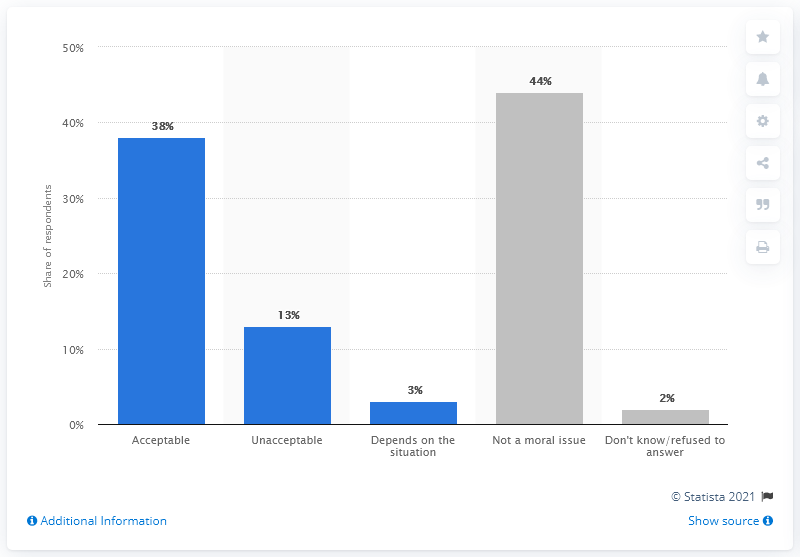 50%
40%
30%
20%
10%
0%
Share of respondents
38%
13%
3%
44%
2%
Acceptable
Unacceptable
Depends on the
situation
Not a moral issue
Don't know/refused to
answer
© Statista 2021
Additional Information
Show source